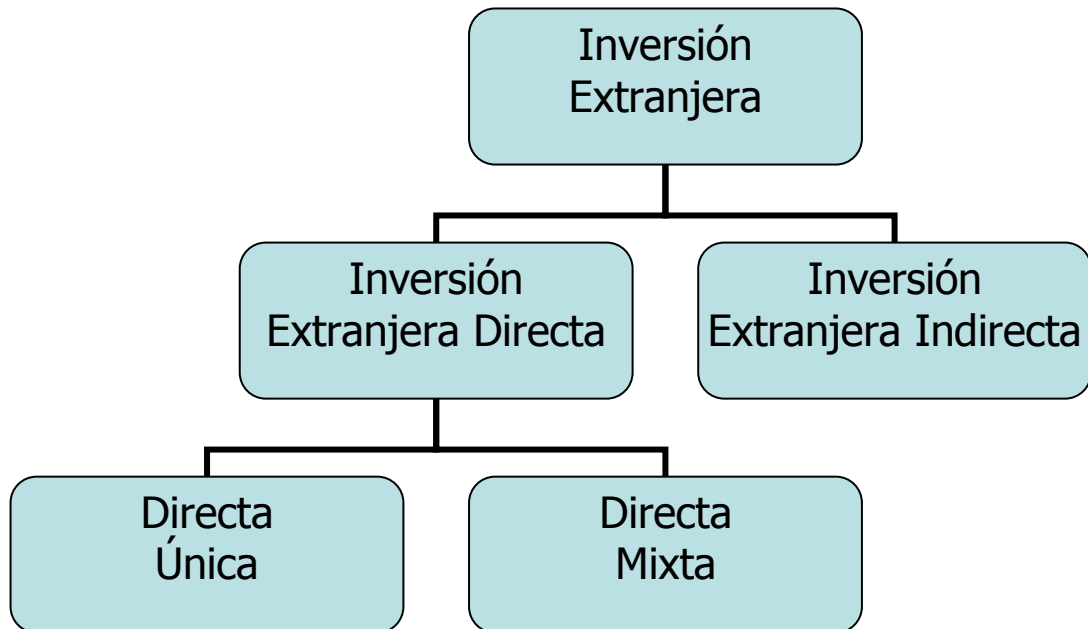 Inversión
Extranjera
Inversión
Extranjera Directa
Inversión
Extranjera Indirecta
Directa
Única
Directa
Mixta